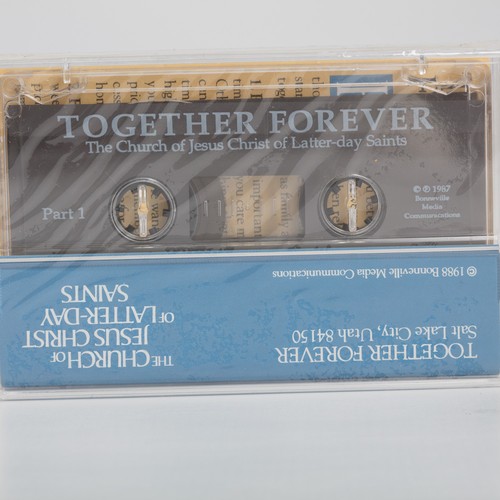 TOGETHER FOREVER
The Church of Jesus Christ of Latter-day Saints
Part 1
© ℗ 1987
Bonneville
Media
Communications
TOGETHER FOREVER
Salt Lake City, Utah 84150
© 1988 Bonneville Media Communications
THE
CHURCH OF
JESUS CHRIST
OF LATTER-DAY
SAINTS